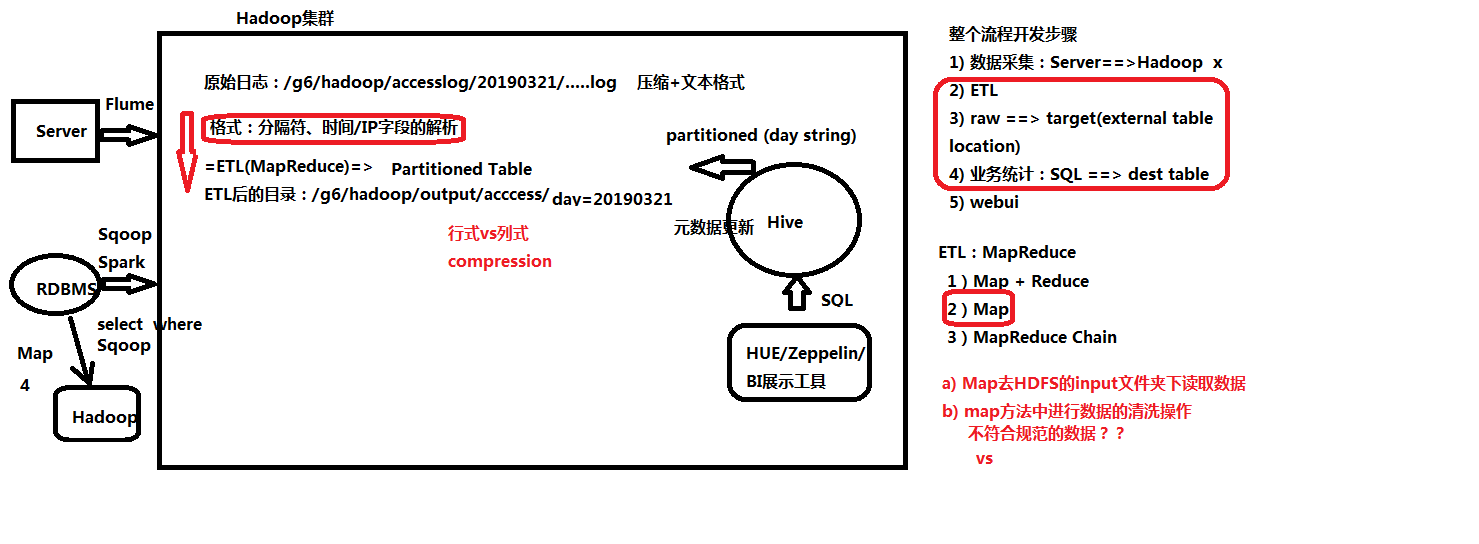 Hadoop集群
Server
Flume
原始日志：/g6/hadoop/accesslog/20190321/.....log 压缩+文本格式
格式：分隔符、时间/IP字段的解析
=ETL(MapReduce)=> Partitioned Table
ETL后的目录：/g6/hadoop/output/acccess/ day=20190321
行式vs列式
compression
partitioned (day string)
元数据更新
Hive
SQL
HUE/Zeppelin/
BI展示工具
Sqoop
Spark
RDBMS
select where
Sqoop
Map
4
Hadoop
整个流程开发步骤
1) 数据采集：Server==>Hadoop x
2) ETL
3) raw ==> target(external table
location)
4) 业务统计：SQL ==> dest table
5) webui
ETL：MapReduce
1）Map + Reduce
2）Map
3）MapReduce Chain
a) Map去HDFS的input文件夹下读取数据
b) map方法中进行数据的清洗操作
不符合规范的数据？？
vs